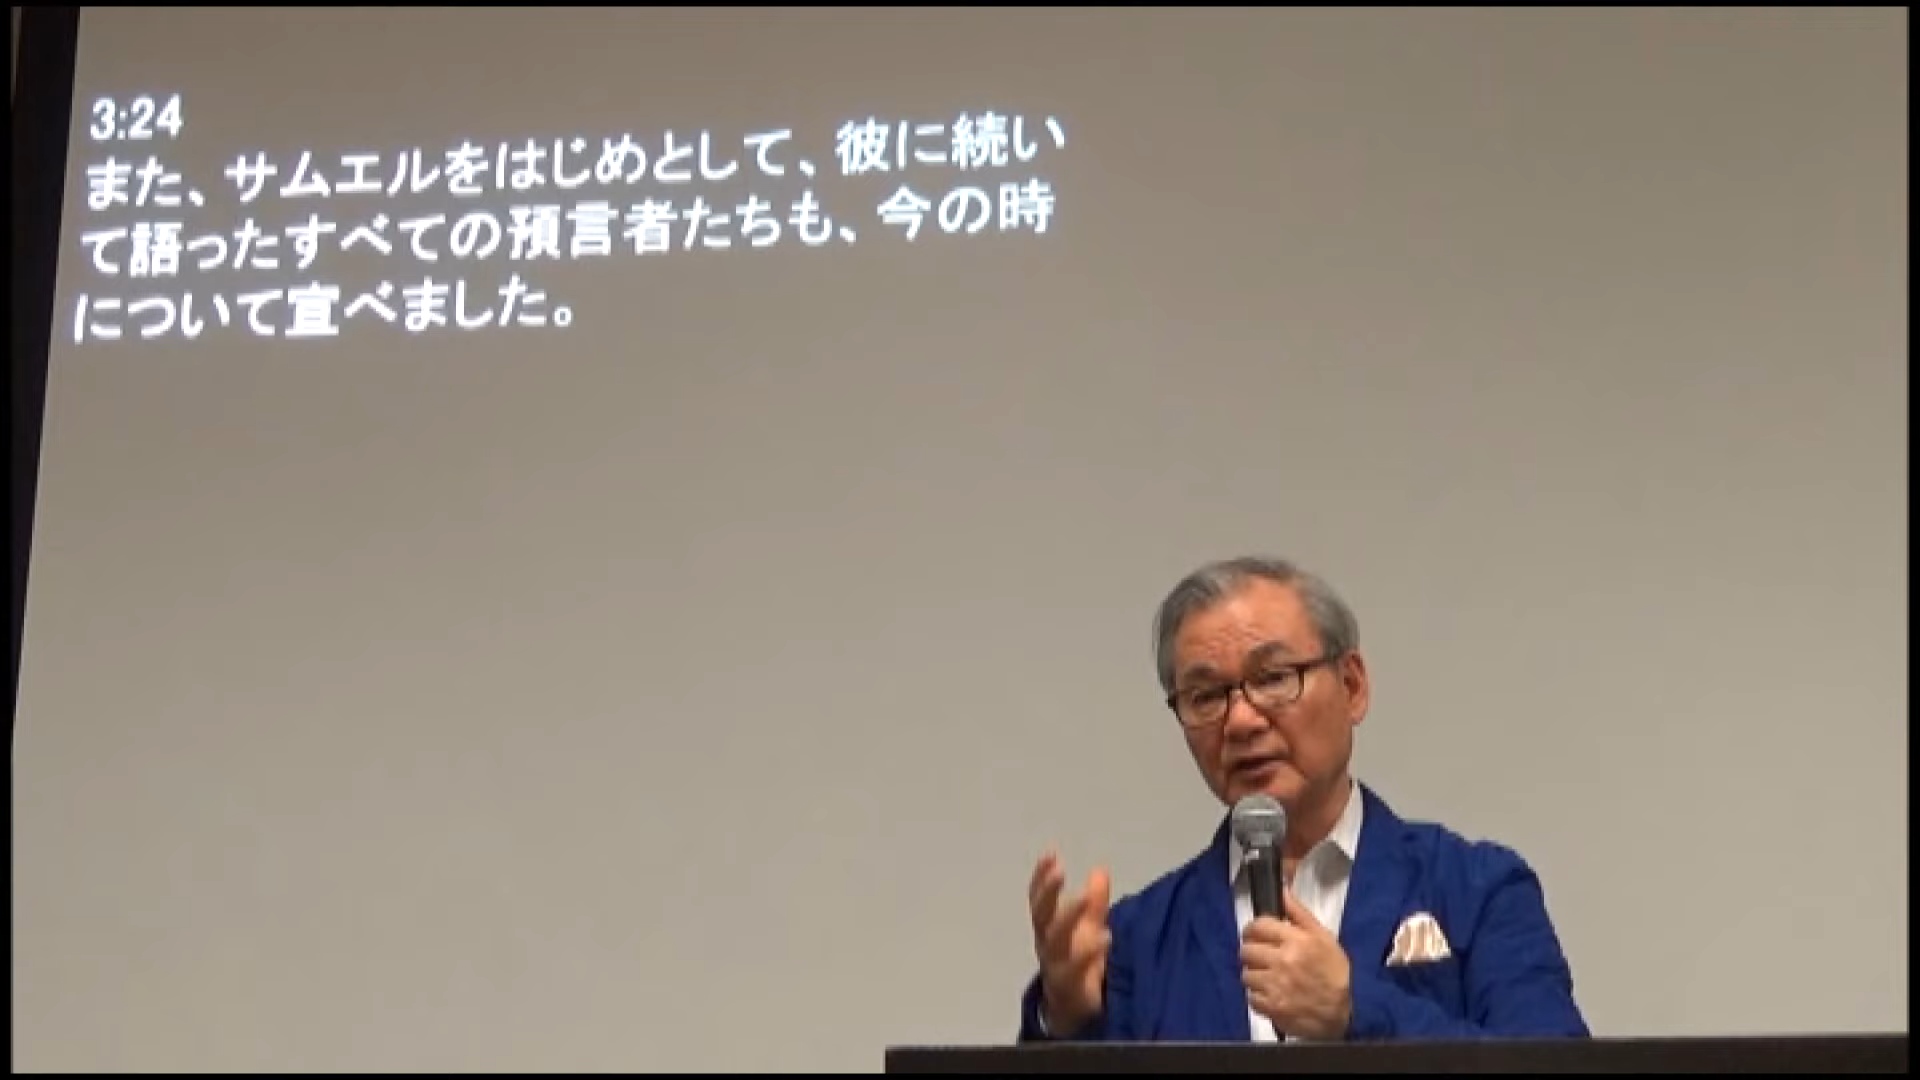 3:24
また、サムエルをはじめとして、彼に続い
て語ったすべての預言者たちも、今の時
について宣べました。